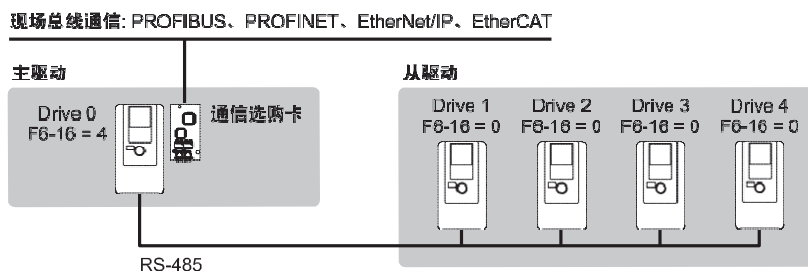 现场总线通信: PROFIBUS、PROFINET、EtherNet/IP、EtherCAT
主驱动
从驱动
Drive 0
F6-16 = 4
通信选购卡
Drive 1
F6-16 = 0
Drive 2
F6-16 = 0
Drive 3
F6-16 = 0
Drive 4
F6-16 = 0
RS-485